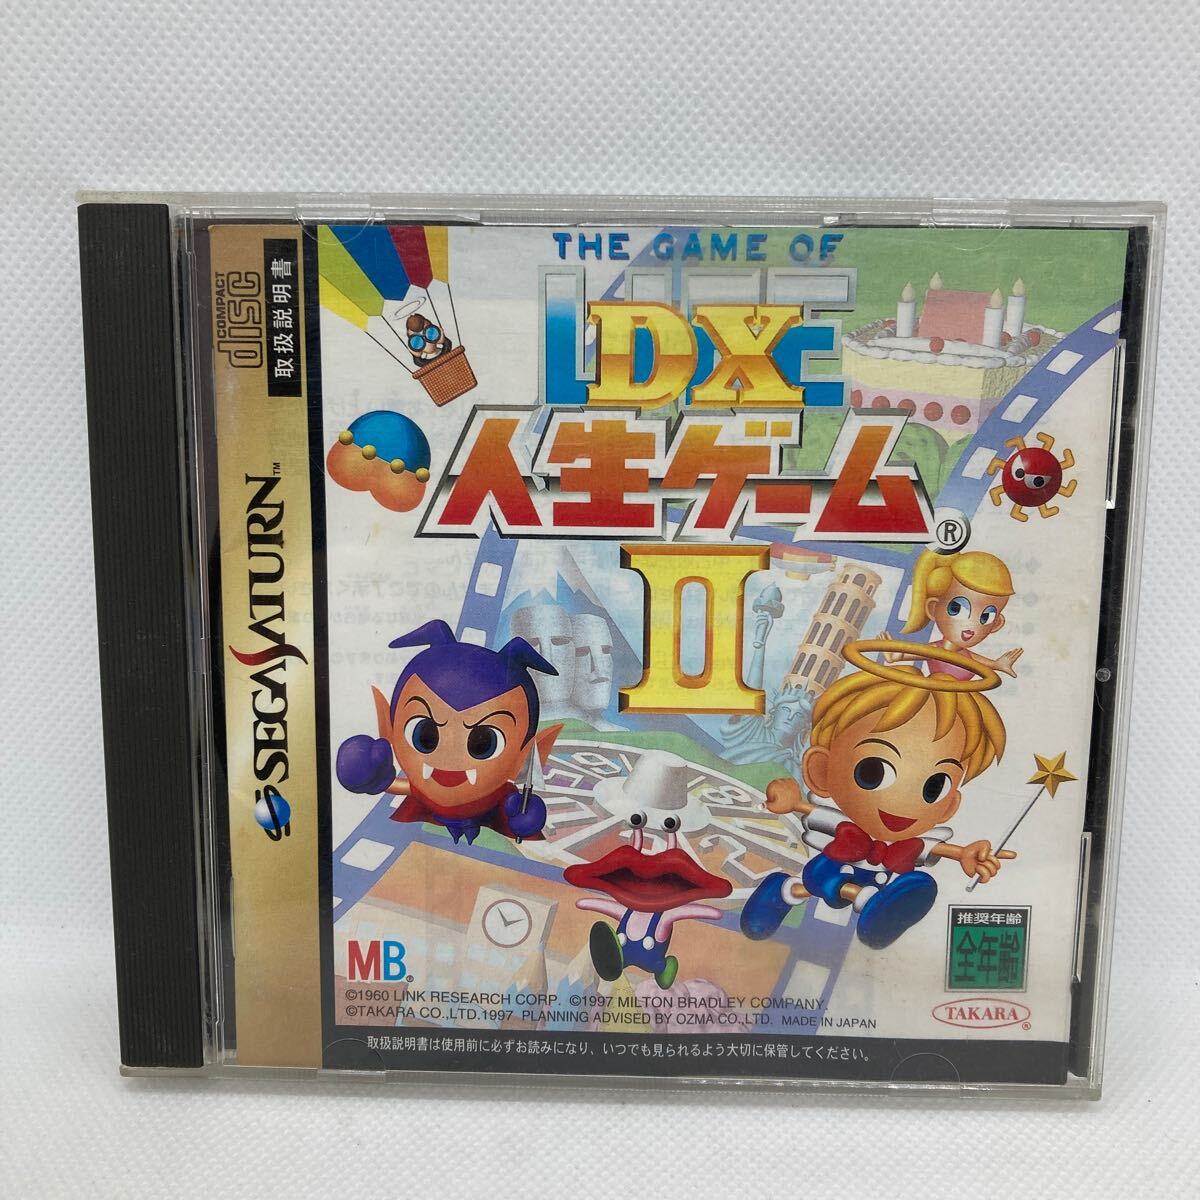 COMPACT
disc
取扱説明書
SEGA SATURN™
THE GAME OF
LIFE
DX
人生ゲーム®
II
MB®
©1960 LINK RESEARCH CORP. ©1997 MILTON BRADLEY COMPANY.
©TAKARA CO.,LTD.1997 PLANNING ADVISED BY OZMA CO.,LTD. MADE IN JAPAN
推奨年齢
全年齢
TAKARA®
取扱説明書は使用前に必ずお読みになり、いつでも見られるよう大切に保管してください。